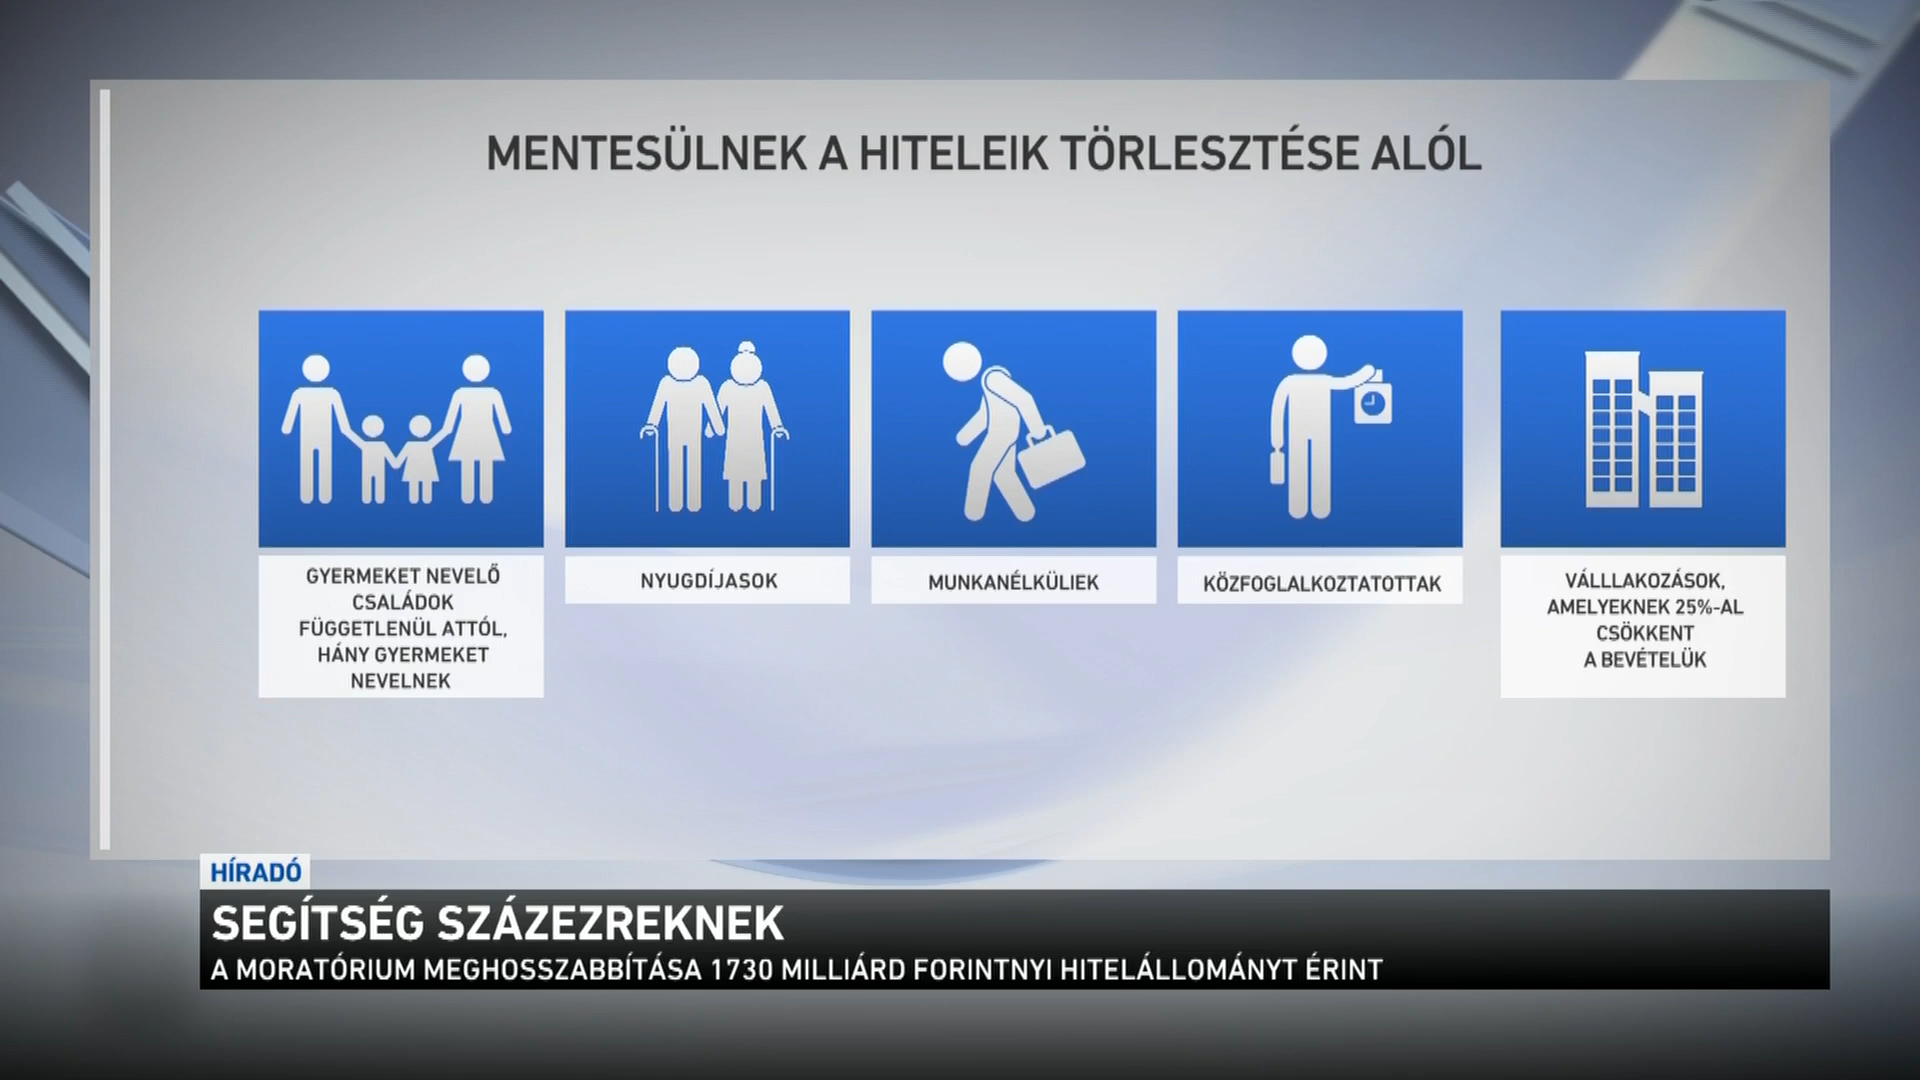 MENTESÜLNEK A HITELEIK TÖRLESZTÉSE ALÓL
GYERMEKET NEVELŐ
CSALÁDOK
FÜGGETLENÜL ATTÓL,
HÁNY GYERMEKET
NEVELNEK
NYUGDÍJASOK
MUNKANÉLKÜLIEK
KÖZFOGLALKOZTATOTTAK
VÁLLLAKOZÁSOK,
AMELYEKNEK 25%-AL
CSÖKKENT
A BEVÉTELÜK
HÍRADÓ
SEGÍTSÉG SZÁZEZREKNEK
A MORATÓRIUM MEGHOSSZABBÍTÁSA 1730 MILLIÁRD FORINTNYI HITELÁLLOMÁNYT ÉRINT